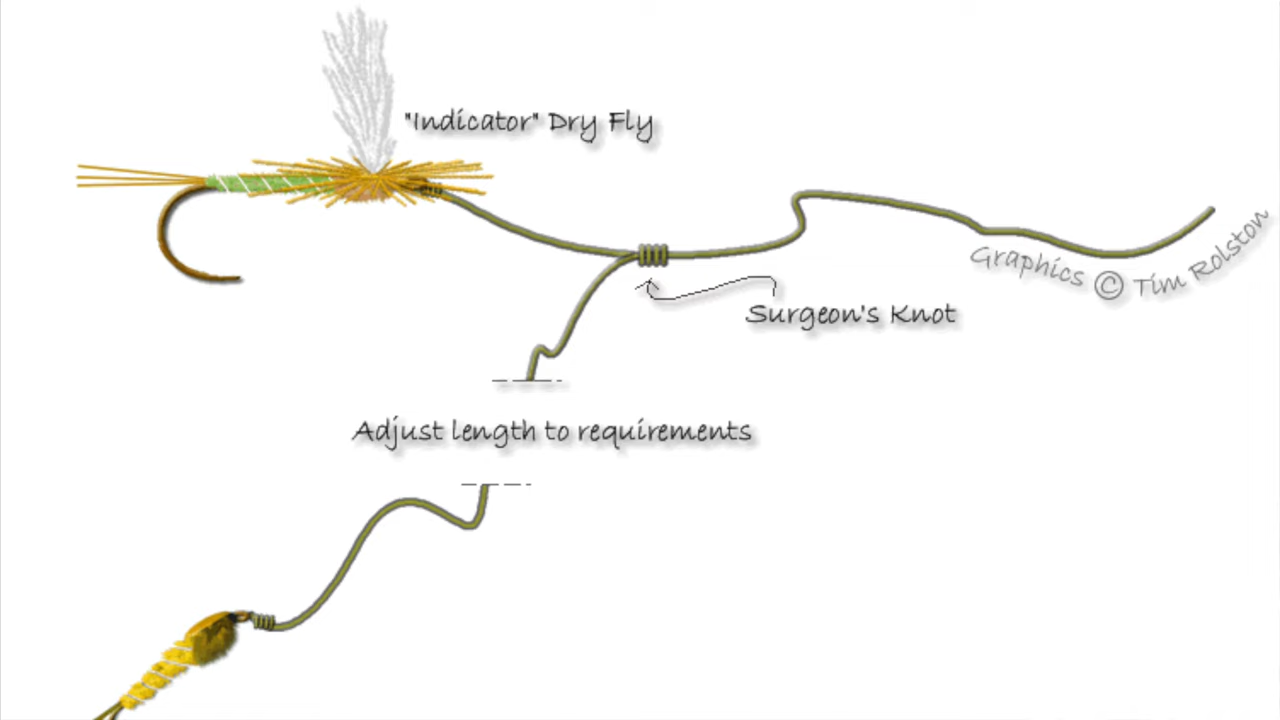 "Indicator" Dry Fly
Graphics © Tim Rolston
Surgeon's Knot
Adjust length to requirements